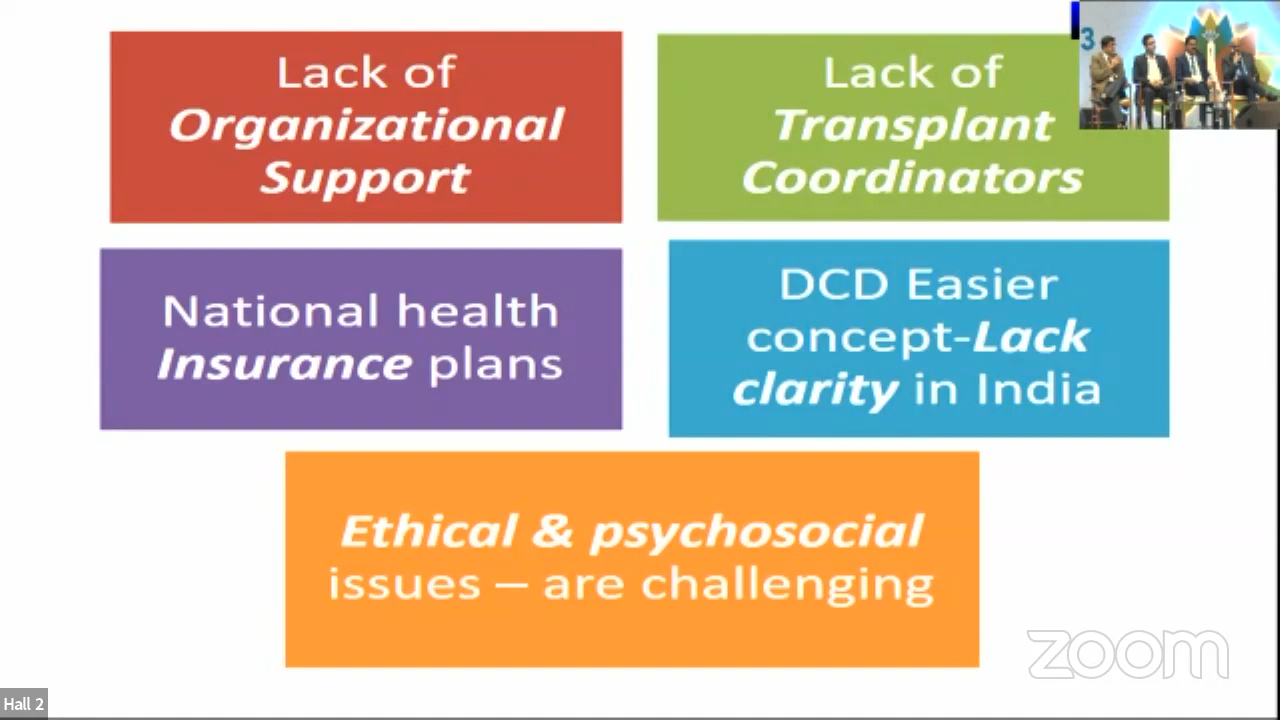 Lack of
Organizational
Support
Lack of
Transplant
Coordinators
3
National health
Insurance plans
DCD Easier
concept-Lack
clarity in India
Ethical & psychosocial
issues – are challenging
zoom
Hall 2